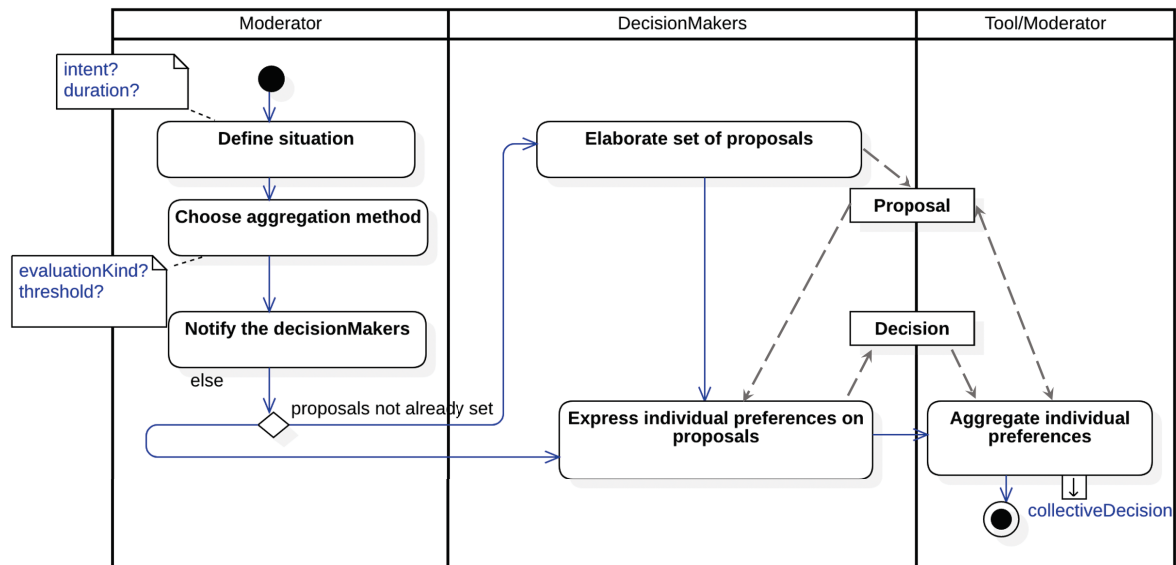 Moderator
DecisionMakers
Tool/Moderator
intent?
duration?
Define situation
Elaborate set of proposals
Choose aggregation method
Proposal
evaluationKind?
threshold?
Notify the decisionMakers
Decision
else
proposals not already set
Express individual preferences on
proposals
Aggregate individual
preferences
collectiveDecision